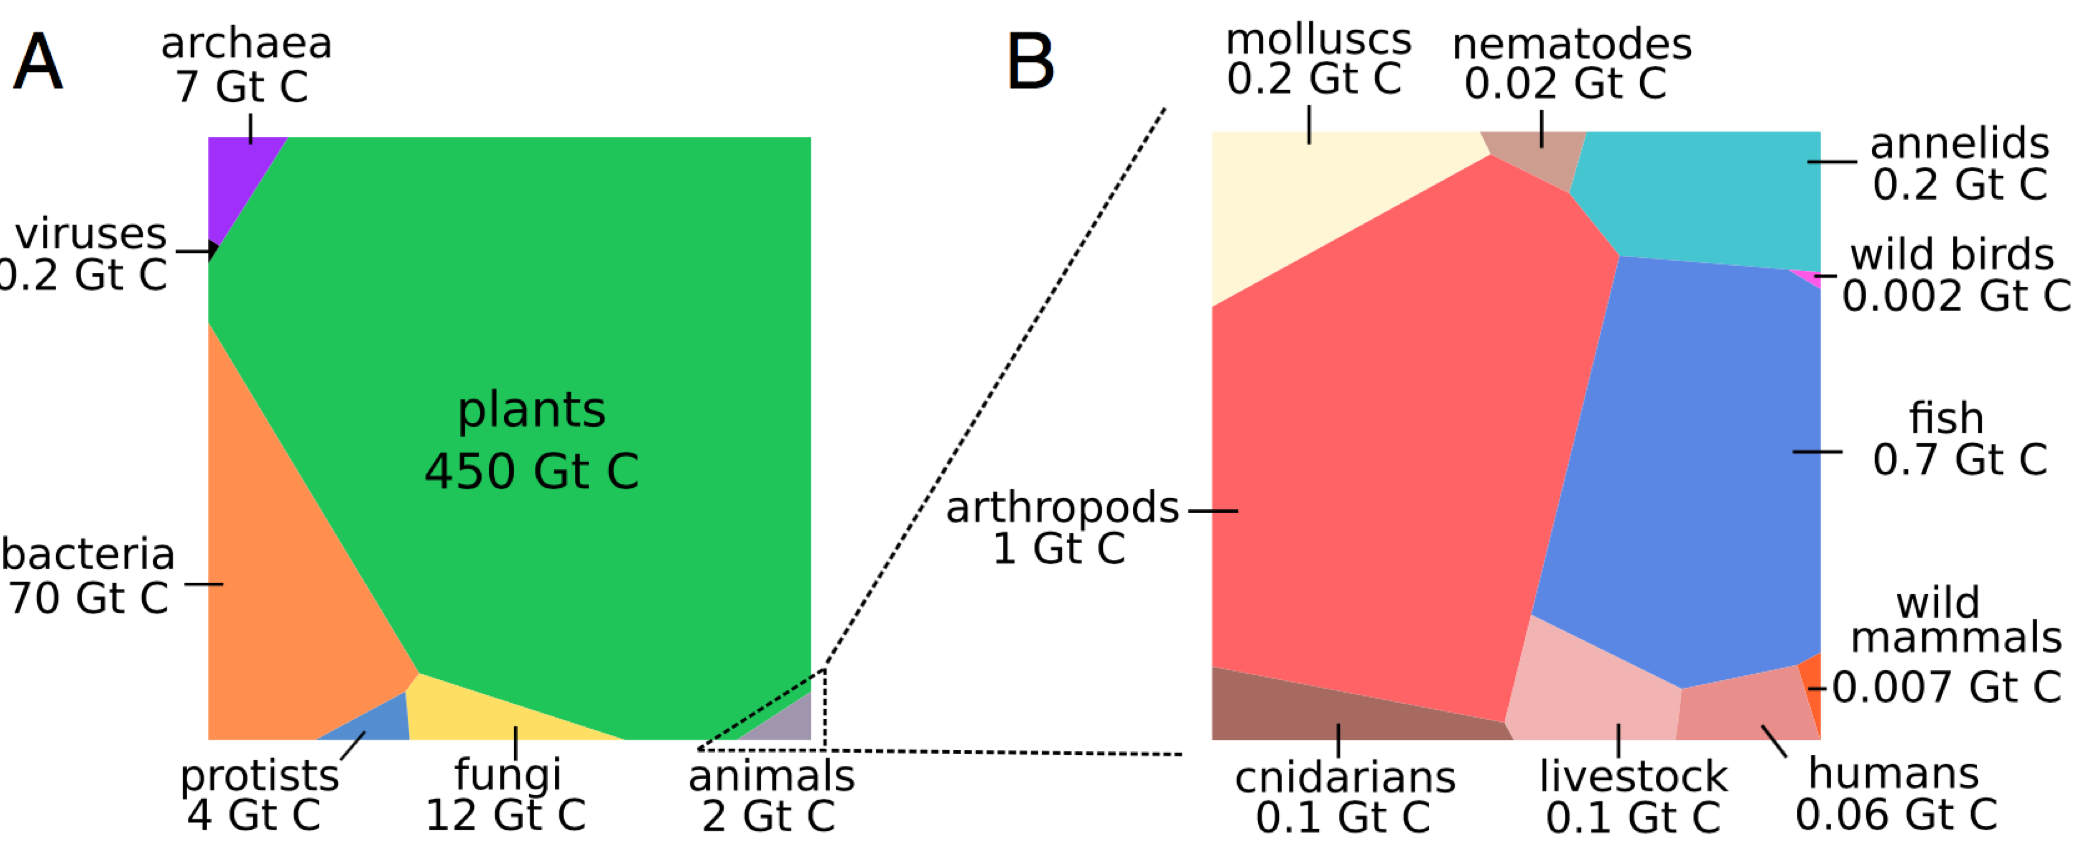 A
archaea
7 Gt C
viruses
0.2 Gt C
bacteria
70 Gt C
plants
450 Gt C
protists
4 Gt C
fungi
12 Gt C
animals
2 Gt C
B
molluscs
0.2 Gt C
nematodes
0.02 Gt C
annelids
0.2 Gt C
wild birds
0.002 Gt C
fish
0.7 Gt C
arthropods
1 Gt C
wild
mammals
0.007 Gt C
cnidarians
0.1 Gt C
livestock
0.1 Gt C
humans
0.06 Gt C